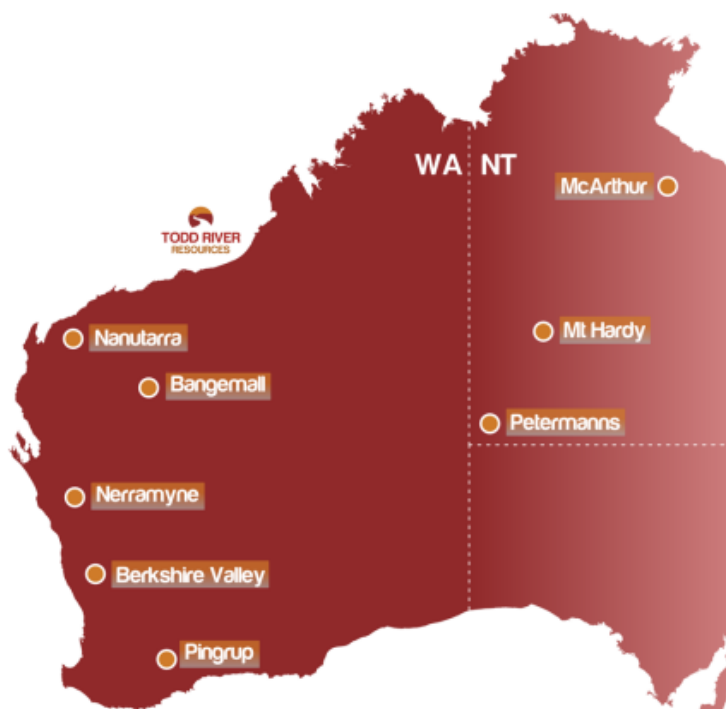 WA NT
McArthur
TODD RIVER
RESOURCES
Mt Hardy
Nanutarra
Bangemall
Petermanns
Nerramyne
Berkshire Valley
Pingrup